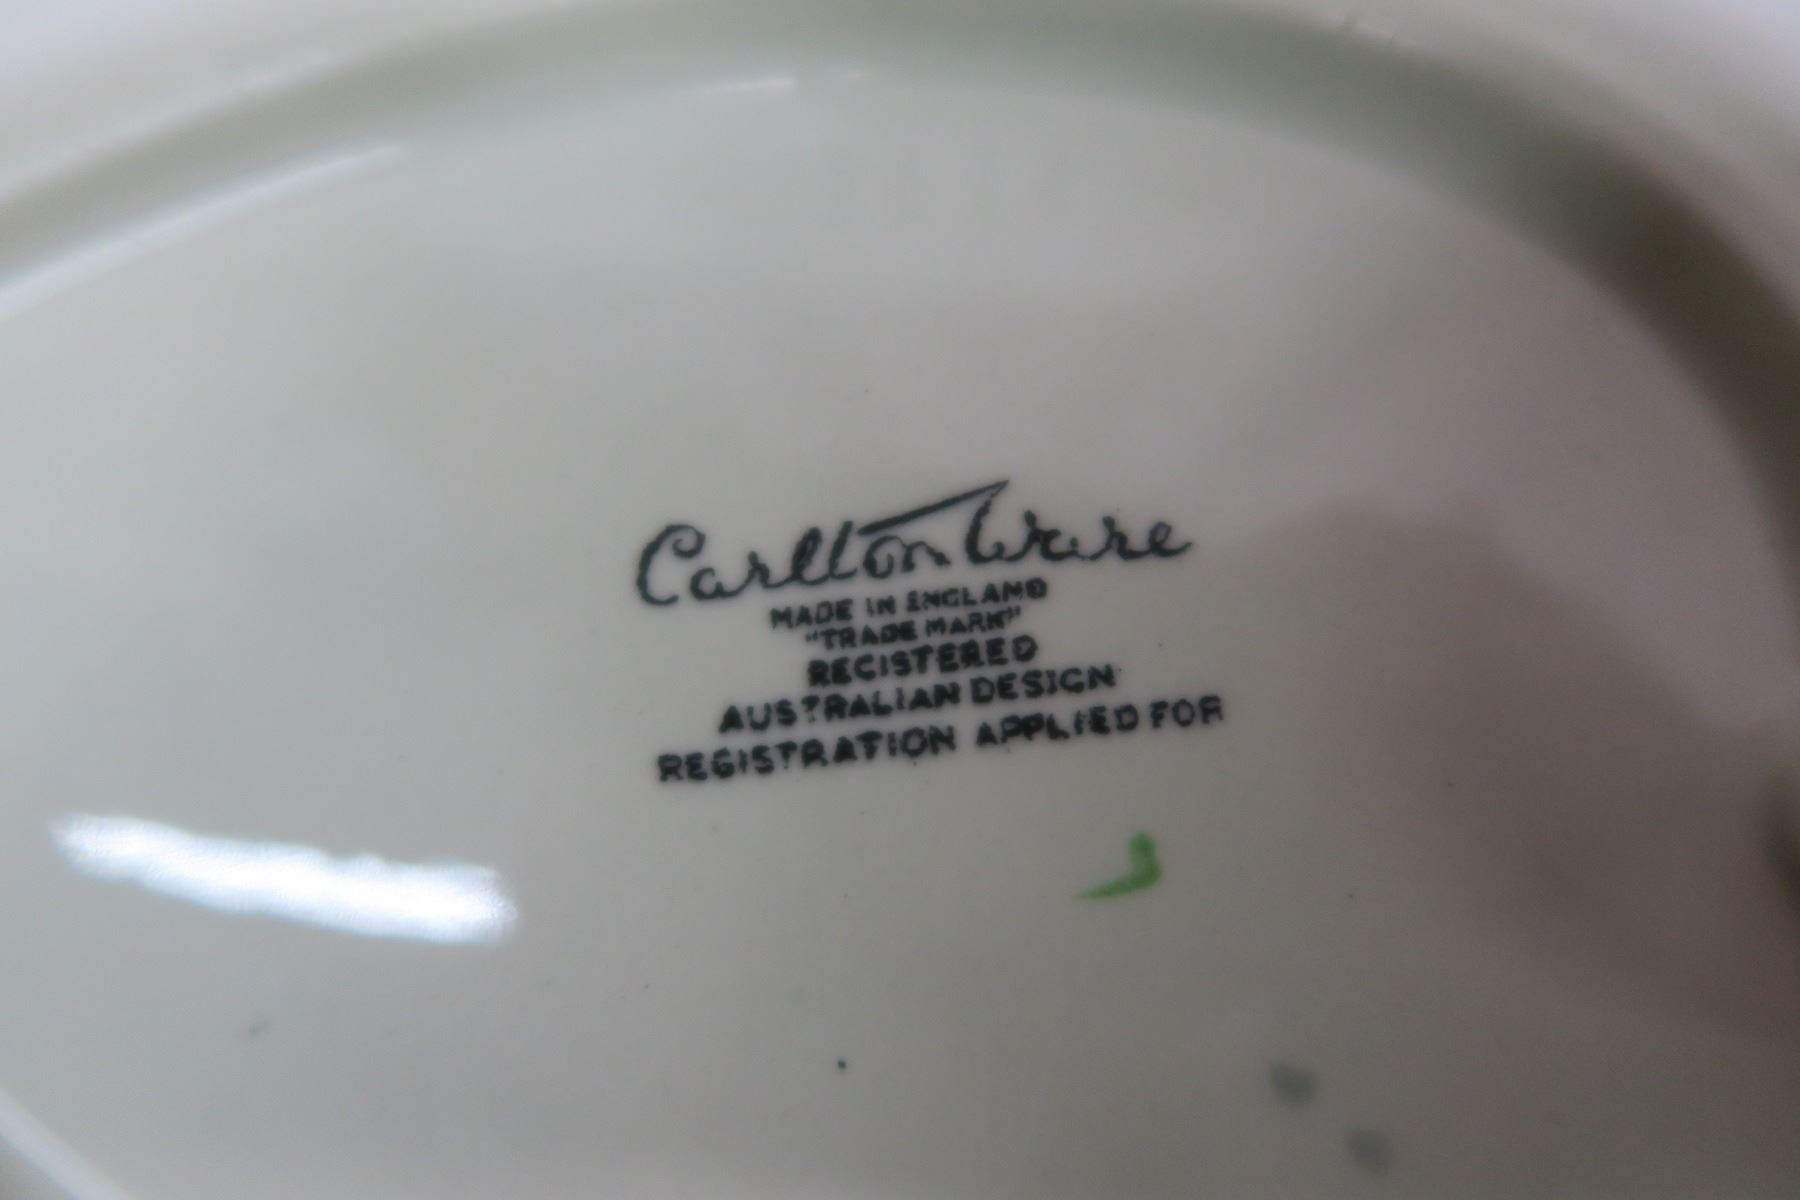 Carlton Ware
MADE IN ENGLAND
"TRADE MARK"
REGISTERED
AUSTRALIAN DESIGN
REGISTRATION APPLIED FOR